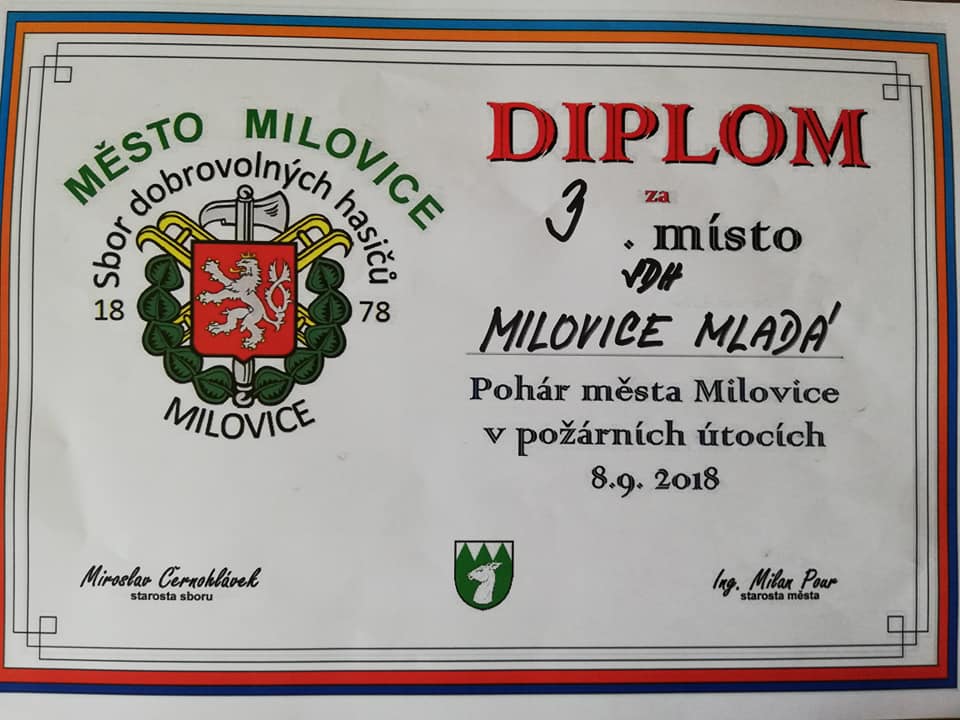 MĚSTO MILOVICE
Sbor dobrovolných hasičů
18 78
MILOVICE
DIPLOM
za
3 . místo
JDH
MILOVICE MLADÁ
Pohár města Milovice
v požárních útocích
8.9. 2018
Miroslav Černohlávek
starosta sboru
Ing. Milan Pour
starosta města